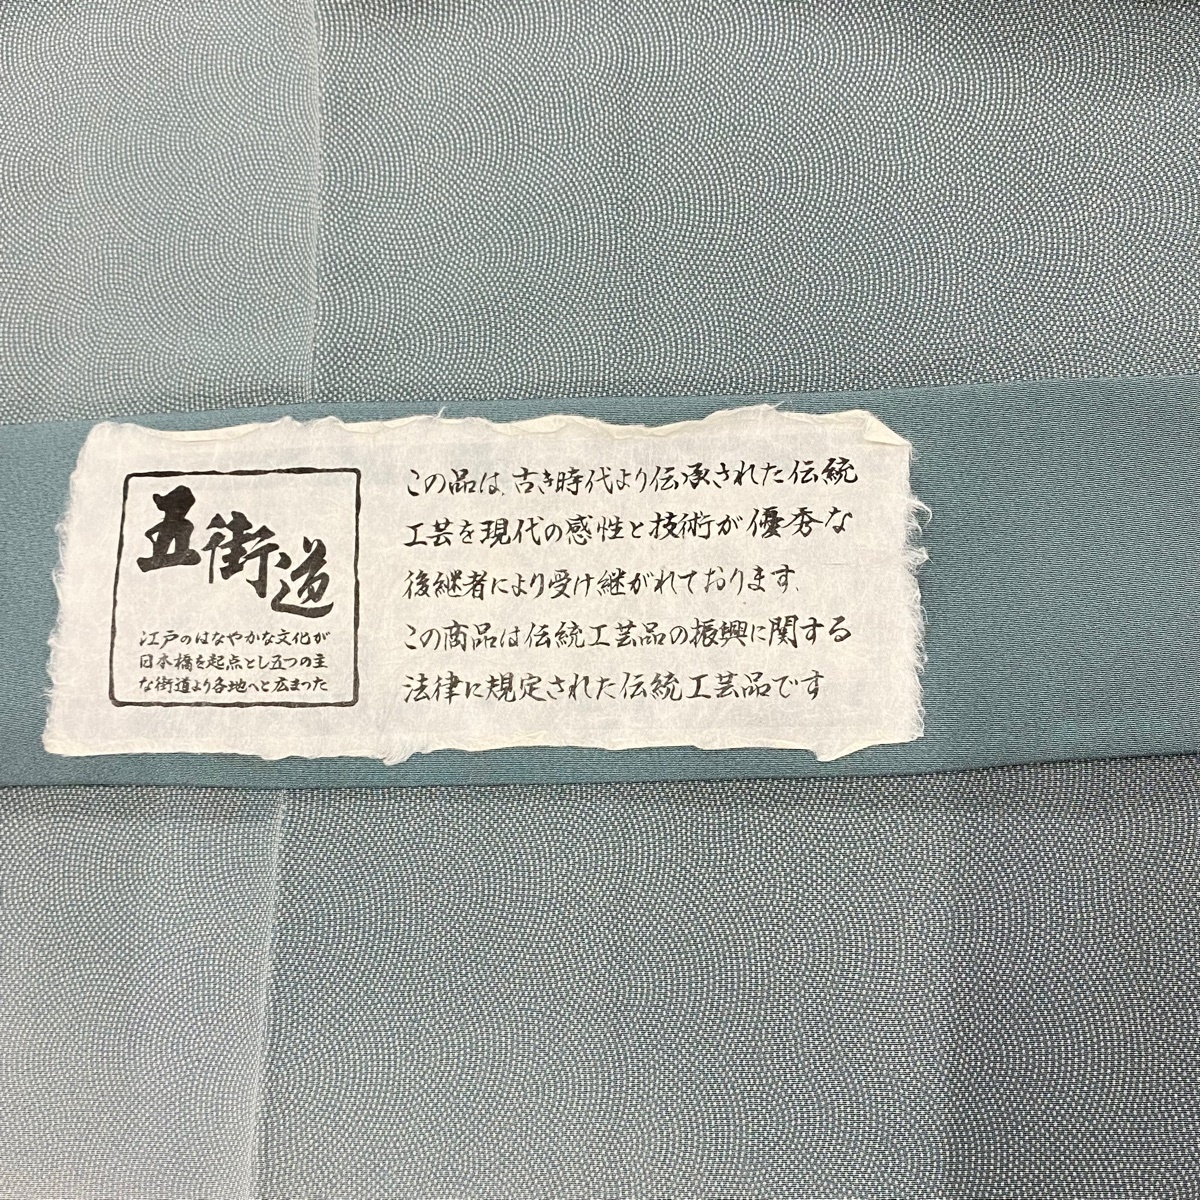 五街道
江戸のはなやかな文化が
日本橋を起点とし五つの主
な街道より各地へと広まった
この品は、古き時代より伝承された伝統
工芸を現代の感性と技術が優秀な
後継者により受け継がれております。
この商品は伝統工芸品の振興に関する
法律に規定された伝統工芸品です